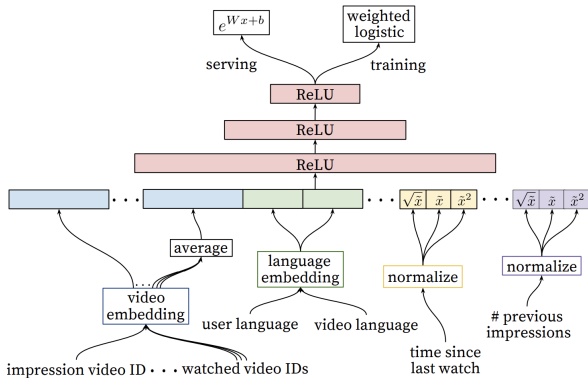 e^{Wx+b}
weighted
logistic
serving
training
ReLU
ReLU
ReLU
...
...
...
√x̃ x̃ x̃²
√x̃ x̃ x̃²
average
language
embedding
normalize
normalize
.....
video
embedding
user language
video language
time since
last watch
# previous
impressions
impression video ID
...
watched video IDs